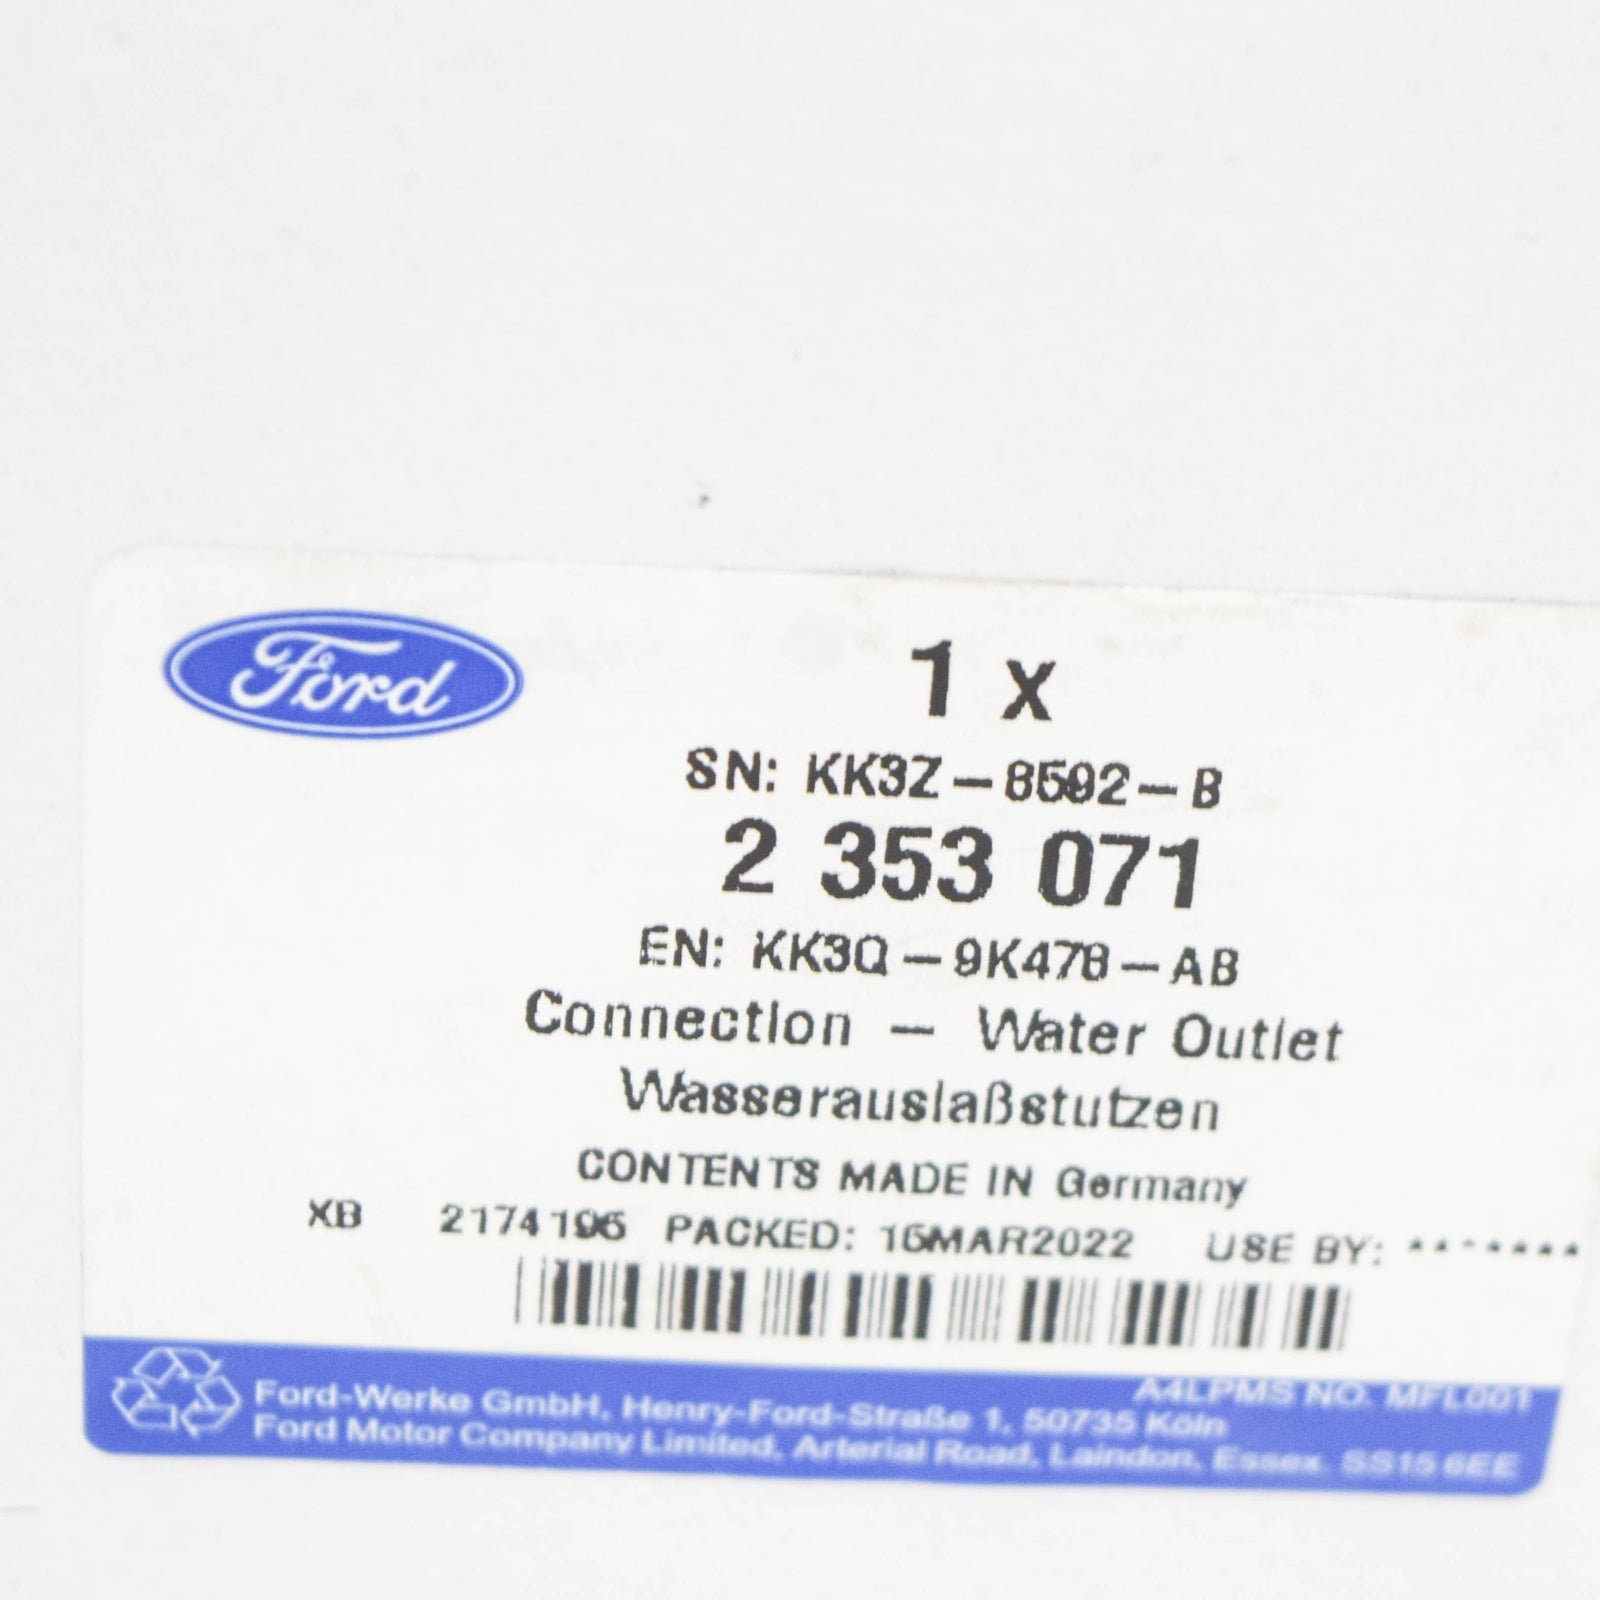 Ford
1 x
SN: KK3Z-8592-B
2 353 071
EN: KK3Q-9K478-AB
Connection - Water Outlet
Wasserauslaßstutzen
CONTENTS MADE IN Germany
XB 2174196 PACKED: 15MAR2022 USE BY: *******
A4LPMS NO. MFL001
Ford-Werke GmbH, Henry-Ford-Straße 1, 50735 Köln
Ford Motor Company Limited, Arterial Road, Laindon, Essex. SS15 6EE